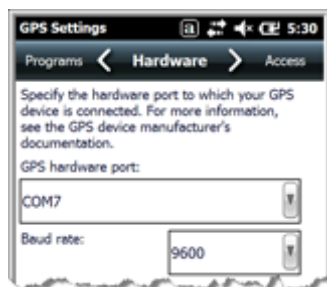 GPS Settings 5:30
Programs Hardware Access
Specify the hardware port to which your GPS
device is connected. For more information,
see the GPS device manufacturer's
documentation.
GPS hardware port:
COM7
Baud rate:
9600